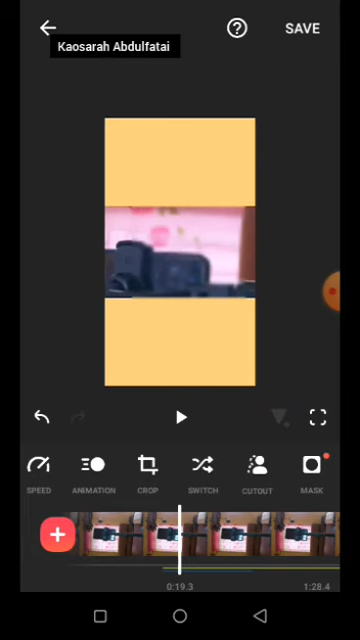 SAVE
Kaosarah Abdulfatai
SPEED ANIMATION CROP SWITCH CUTOUT MASK
0:19.3 1:28.4